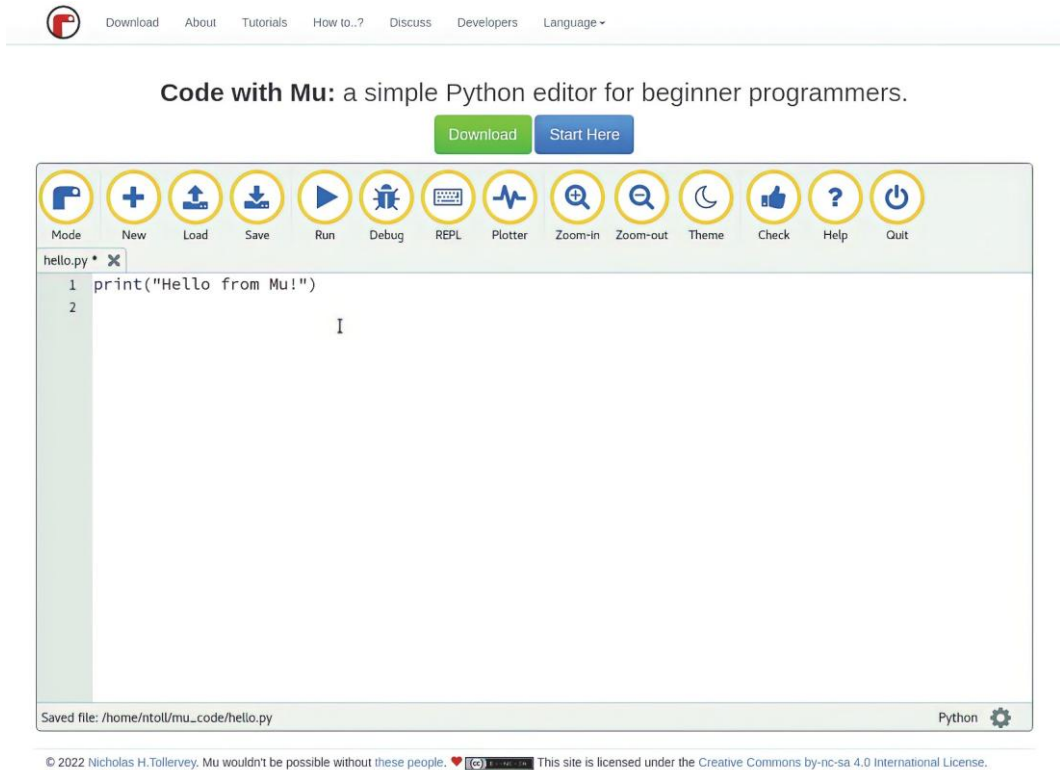 Download About Tutorials How to..? Discuss Developers Language
Code with Mu: a simple Python editor for beginner programmers.
Download Start Here
Mode New Load Save Run Debug REPL Plotter Zoom-in Zoom-out Theme Check Help Quit
hello.py •
1 print("Hello from Mu!")
2
Saved file: /home/ntoll/mu_code/hello.py Python
© 2022 Nicholas H.Tollervey. Mu wouldn't be possible without these people. This site is licensed under the Creative Commons by-nc-sa 4.0 International License.